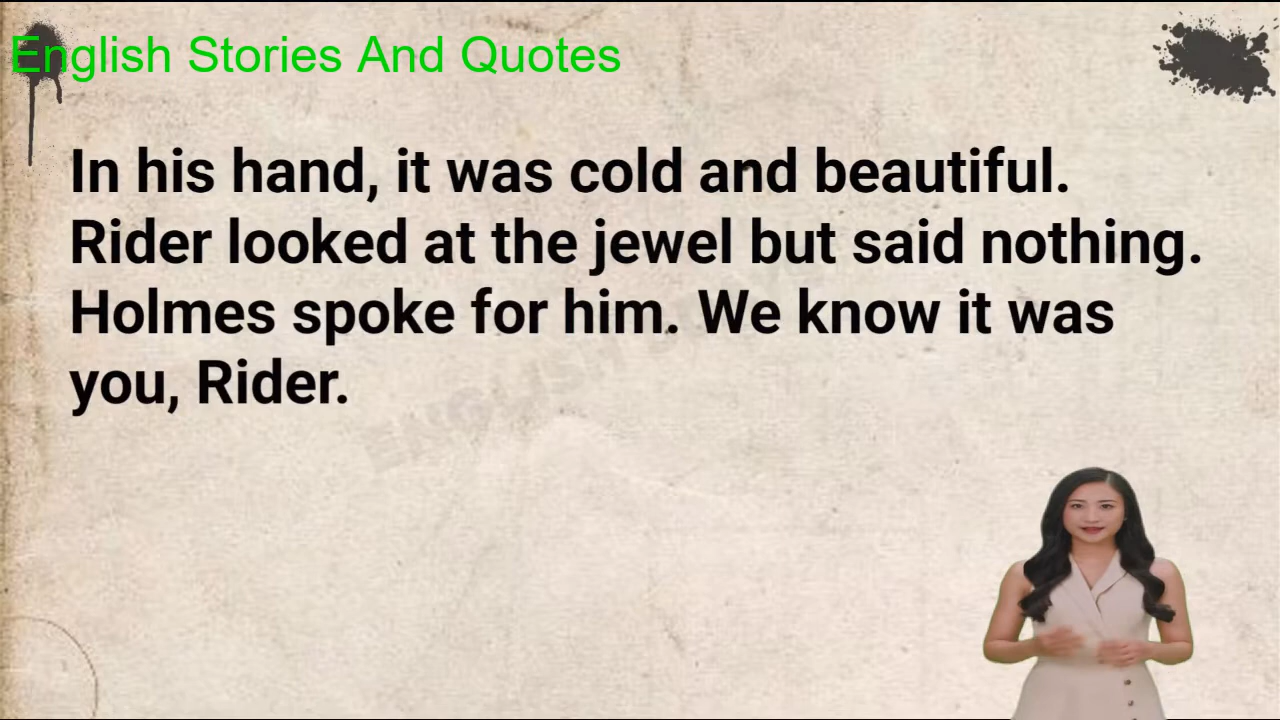 English Stories And Quotes
In his hand, it was cold and beautiful.
Rider looked at the jewel but said nothing.
Holmes spoke for him. We know it was
you, Rider.